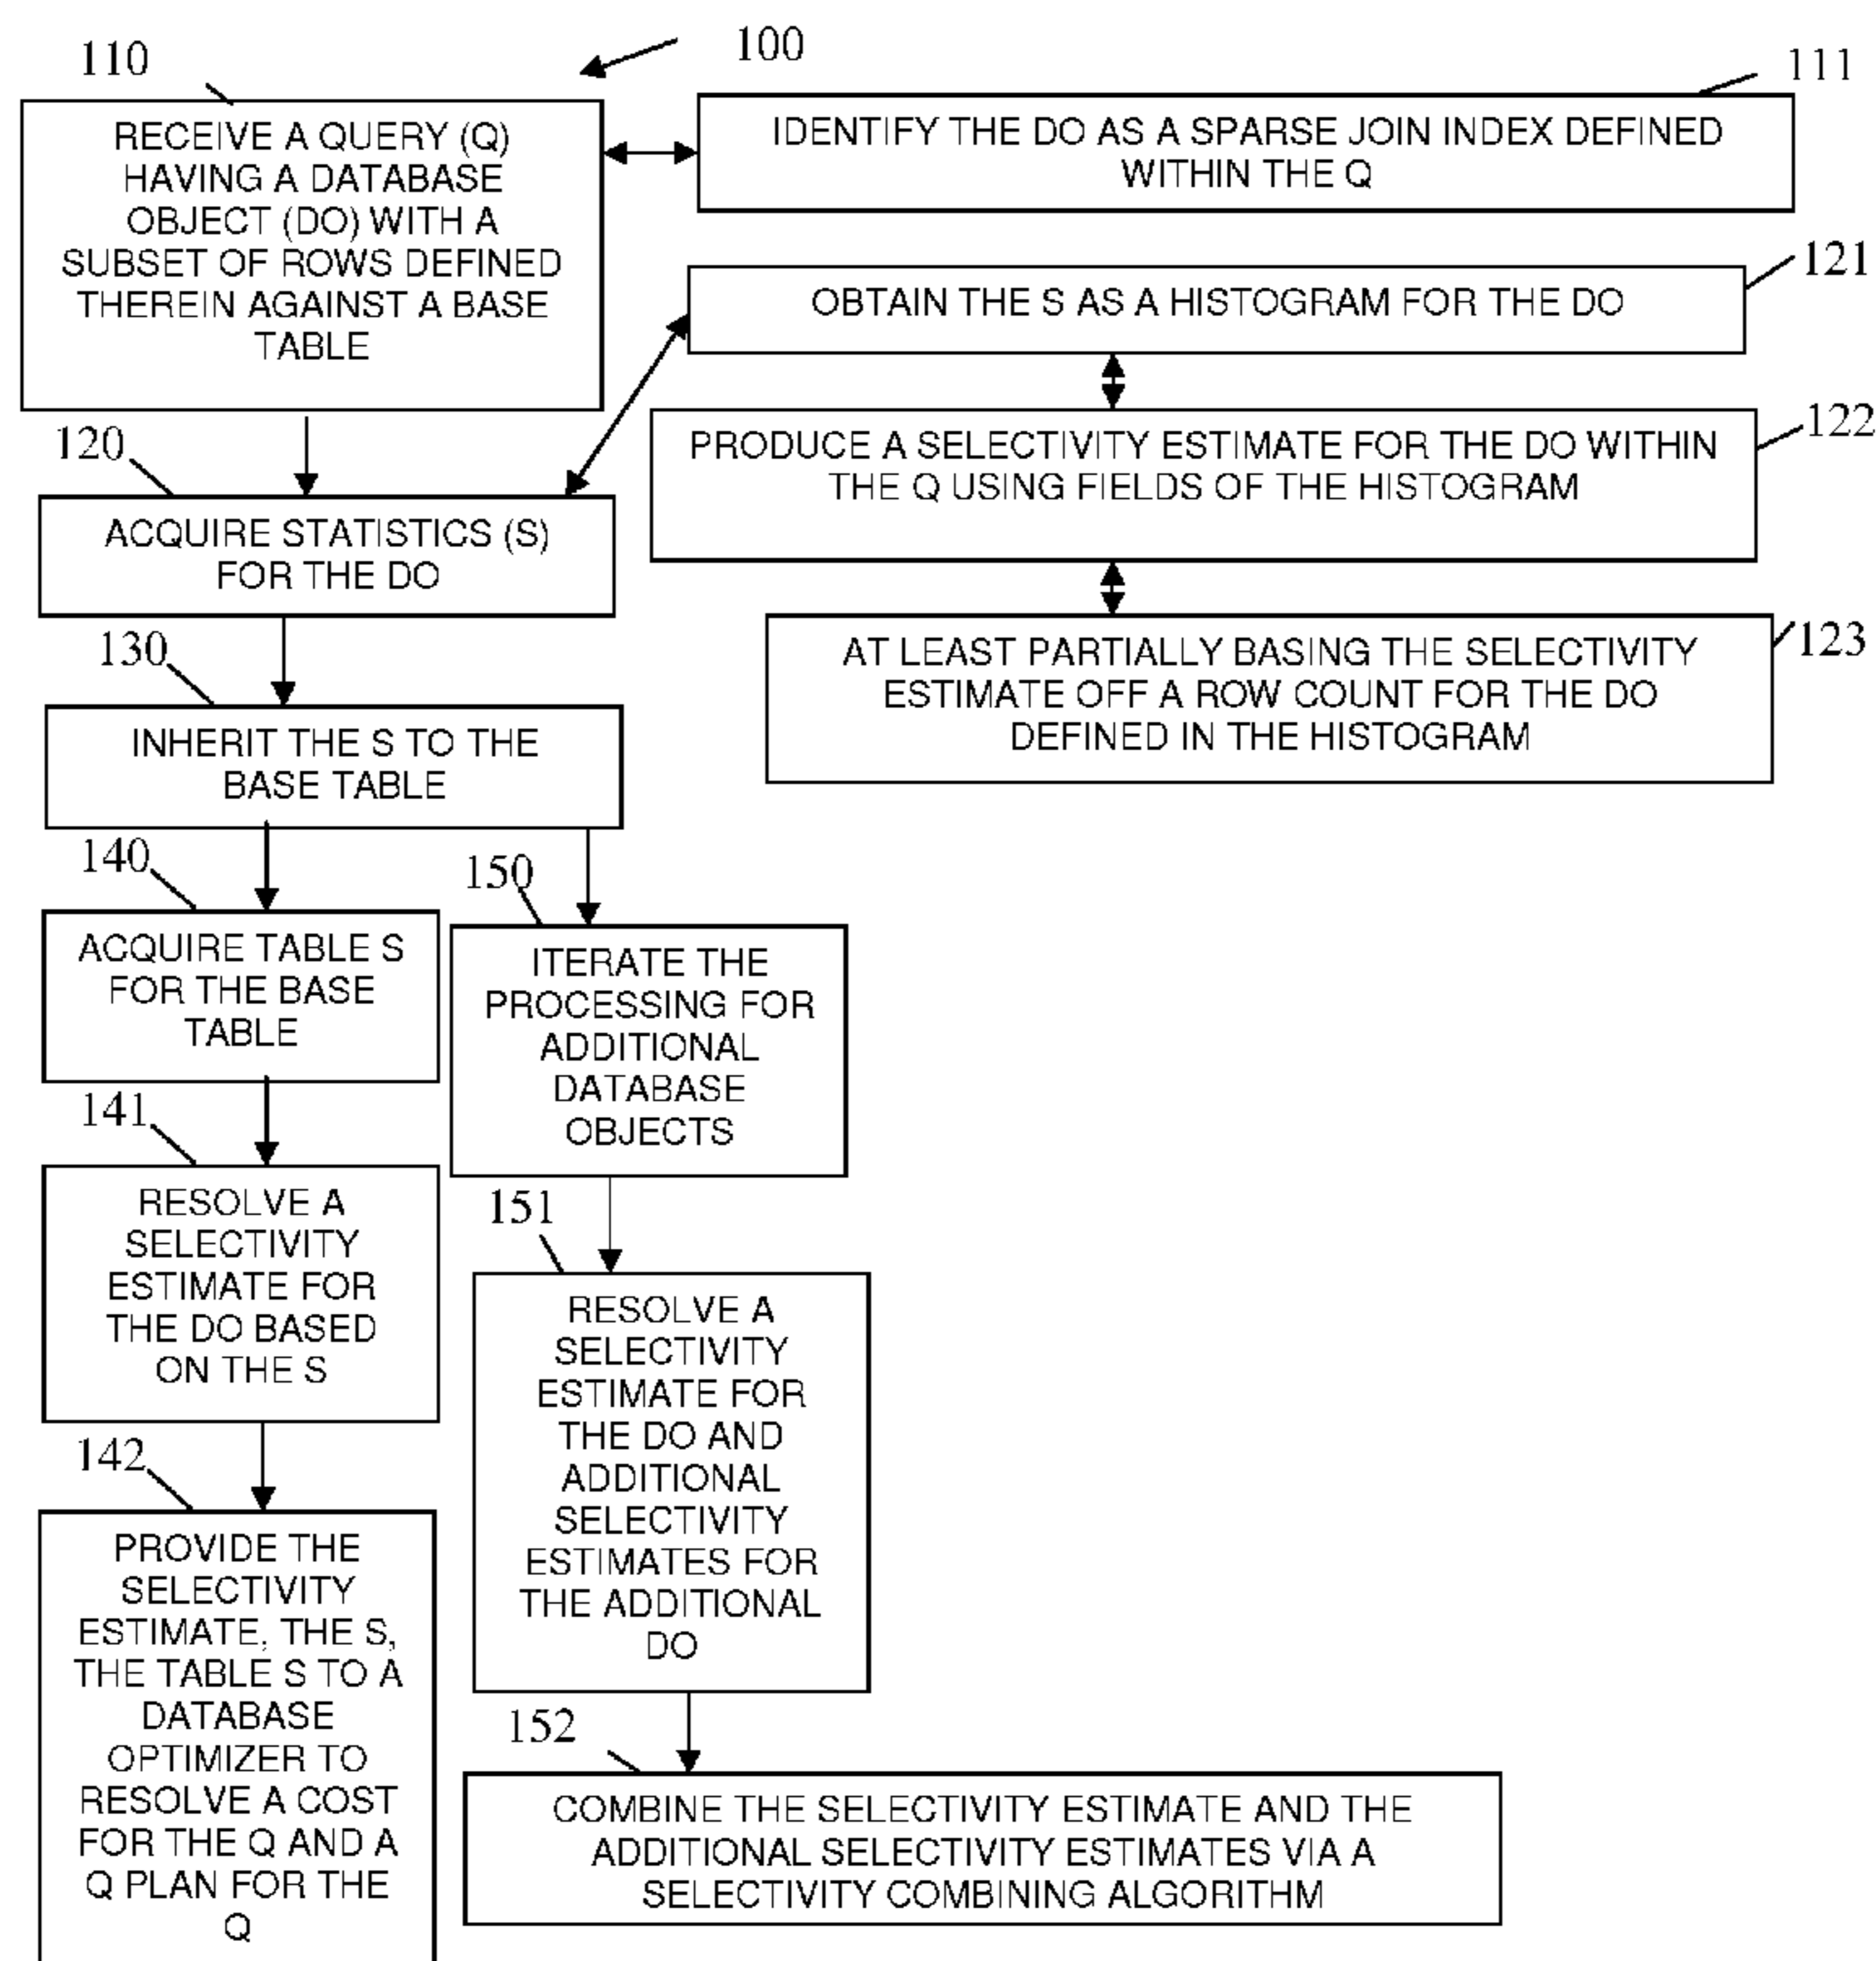 100
110
RECEIVE A QUERY (Q)
HAVING A DATABASE
OBJECT (DO) WITH A
SUBSET OF ROWS DEFINED
THEREIN AGAINST A BASE
TABLE
111
IDENTIFY THE DO AS A SPARSE JOIN INDEX DEFINED
WITHIN THE Q
121
OBTAIN THE S AS A HISTOGRAM FOR THE DO
122
PRODUCE A SELECTIVITY ESTIMATE FOR THE DO WITHIN
THE Q USING FIELDS OF THE HISTOGRAM
123
AT LEAST PARTIALLY BASING THE SELECTIVITY
ESTIMATE OFF A ROW COUNT FOR THE DO
DEFINED IN THE HISTOGRAM
120
ACQUIRE STATISTICS (S)
FOR THE DO
130
INHERIT THE S TO THE
BASE TABLE
140
ACQUIRE TABLE S
FOR THE BASE
TABLE
141
RESOLVE A
SELECTIVITY
ESTIMATE FOR
THE DO BASED
ON THE S
142
PROVIDE THE
SELECTIVITY
ESTIMATE, THE S,
THE TABLE S TO A
DATABASE
OPTIMIZER TO
RESOLVE A COST
FOR THE Q AND A
Q PLAN FOR THE
Q
150
ITERATE THE
PROCESSING FOR
ADDITIONAL
DATABASE
OBJECTS
151
RESOLVE A
SELECTIVITY
ESTIMATE FOR
THE DO AND
ADDITIONAL
SELECTIVITY
ESTIMATES FOR
THE ADDITIONAL
DO
152
COMBINE THE SELECTIVITY ESTIMATE AND THE
ADDITIONAL SELECTIVITY ESTIMATES VIA A
SELECTIVITY COMBINING ALGORITHM